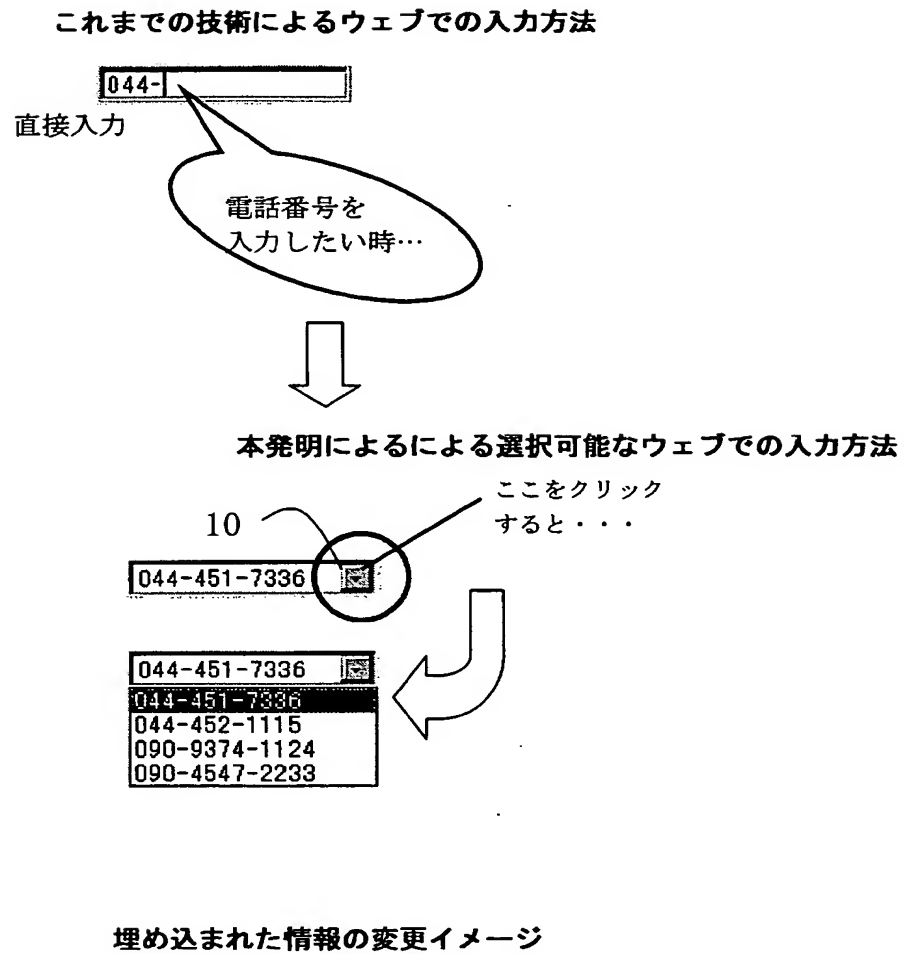 これまでの技術によるウェブでの入力方法
044-
直接入力
電話番号を
入力したい時…
本発明によるによる選択可能なウェブでの入力方法
ここをクリック
すると・・・
10
044-451-7336
044-451-7336
044-451-7336
044-452-1115
090-9374-1124
090-4547-2233
埋め込まれた情報の変更イメージ